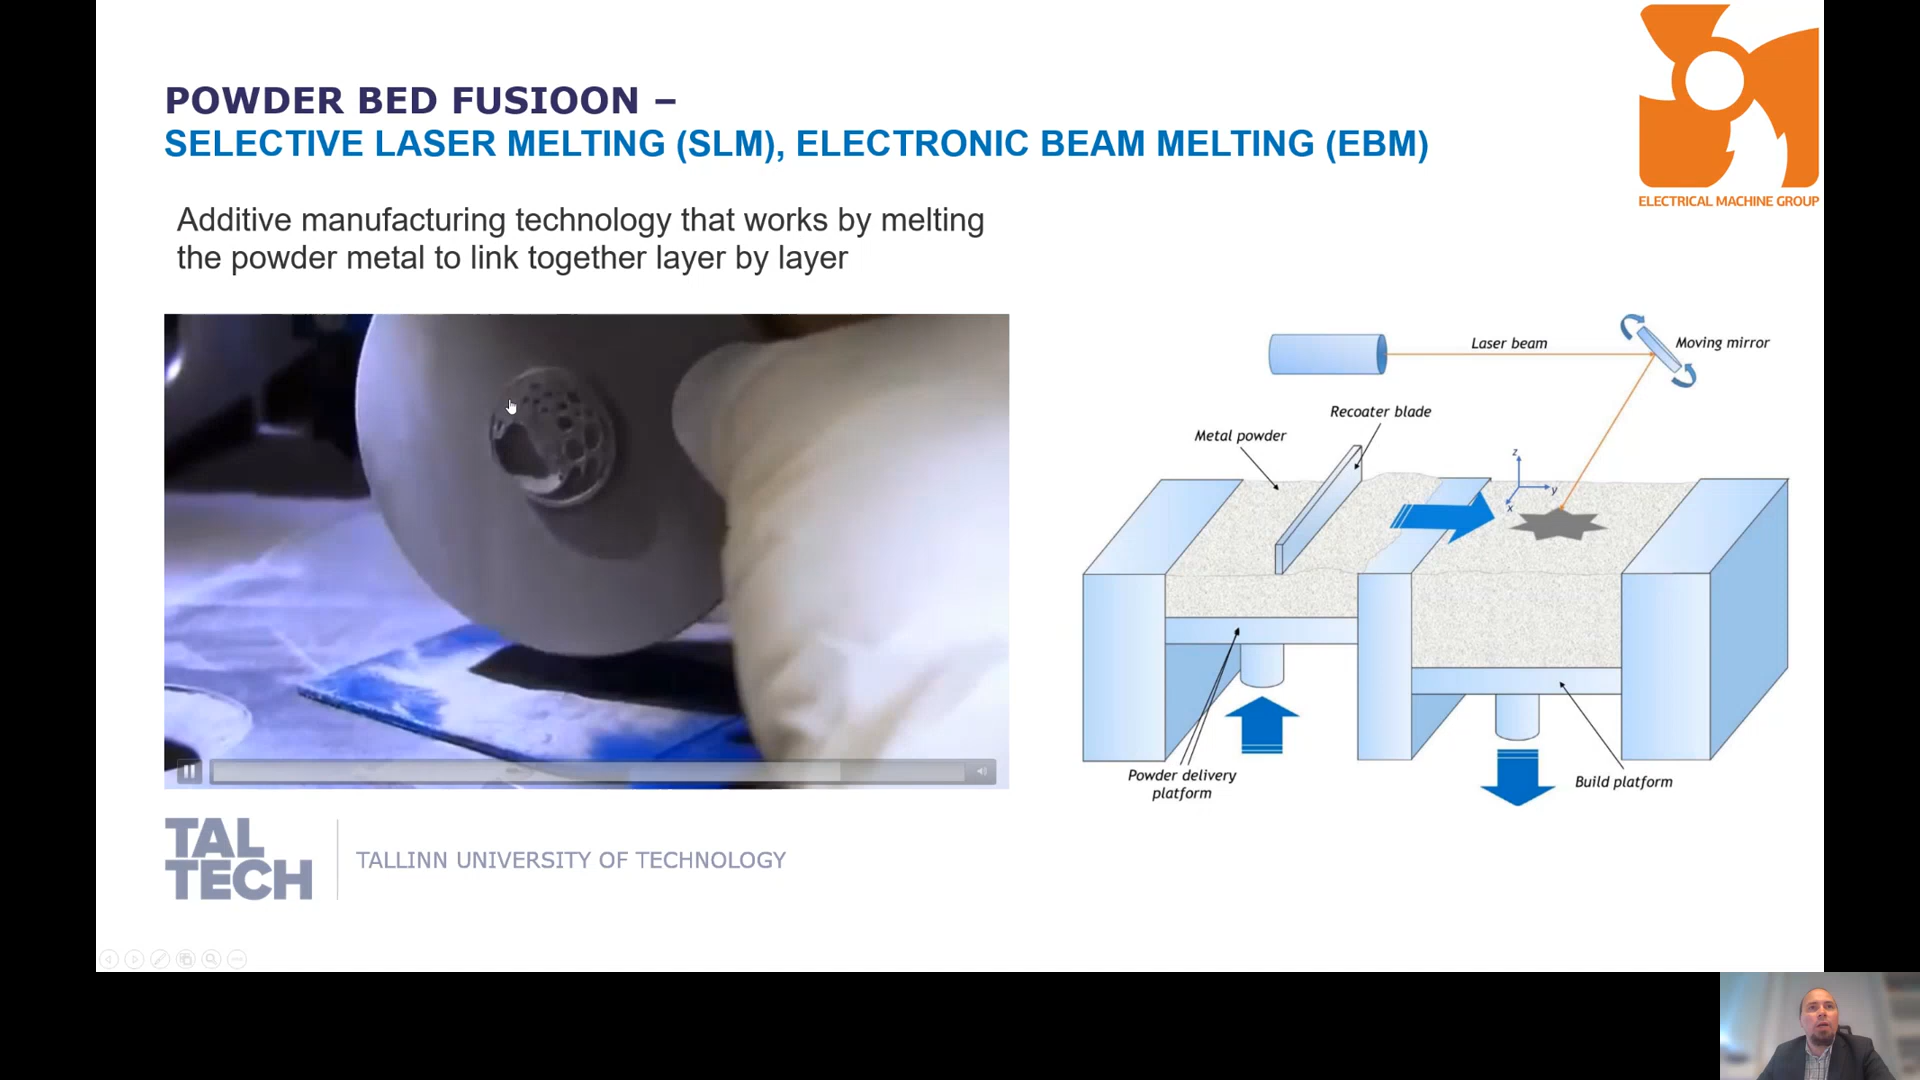 POWDER BED FUSIOON –
SELECTIVE LASER MELTING (SLM), ELECTRONIC BEAM MELTING (EBM)
ELECTRICAL MACHINE GROUP
Additive manufacturing technology that works by melting
the powder metal to link together layer by layer
Laser beam
Moving mirror
Recoater blade
Metal powder
z
y
x
Powder delivery
platform
Build platform
TAL
TECH
TALLINN UNIVERSITY OF TECHNOLOGY